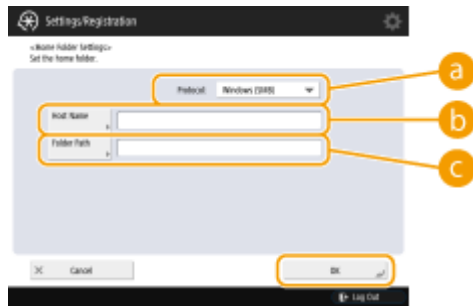 Settings/Registration
<Home Folder Settings>
Set the home folder.
Protocol: Windows (SMB)
a
Host Name
b
Folder Path
c
Cancel
OK
Log Out